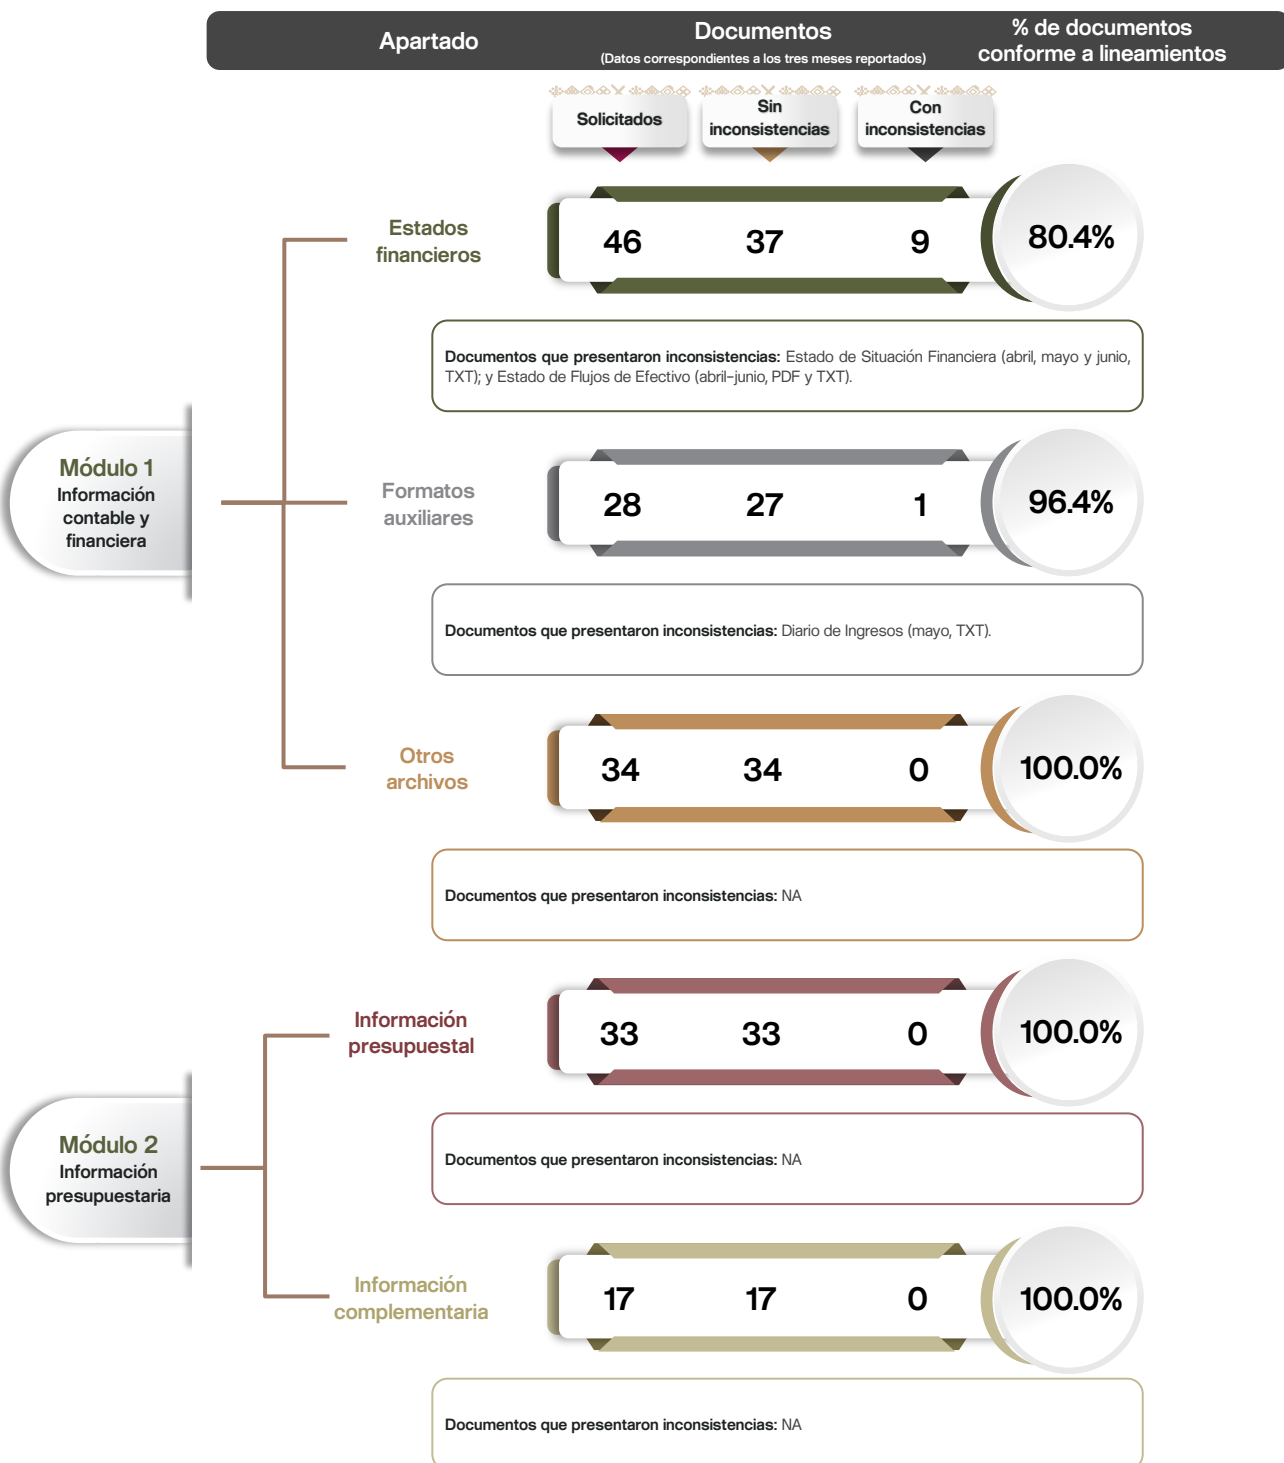 Apartado
Documentos
(Datos correspondientes a los tres meses reportados)
% de documentos
conforme a lineamientos
Solicitados
Sin
inconsistencias
Con
inconsistencias
Módulo 1
Información
contable y
financiera
Estados
financieros
46 37 9 80.4%
Documentos que presentaron inconsistencias: Estado de Situación Financiera (abril, mayo y junio,
TXT); y Estado de Flujos de Efectivo (abril-junio, PDF y TXT).
Formatos
auxiliares
28 27 1 96.4%
Documentos que presentaron inconsistencias: Diario de Ingresos (mayo, TXT).
Otros
archivos
34 34 0 100.0%
Documentos que presentaron inconsistencias: NA
Módulo 2
Información
presupuestaria
Información
presupuestal
33 33 0 100.0%
Documentos que presentaron inconsistencias: NA
Información
complementaria
17 17 0 100.0%
Documentos que presentaron inconsistencias: NA